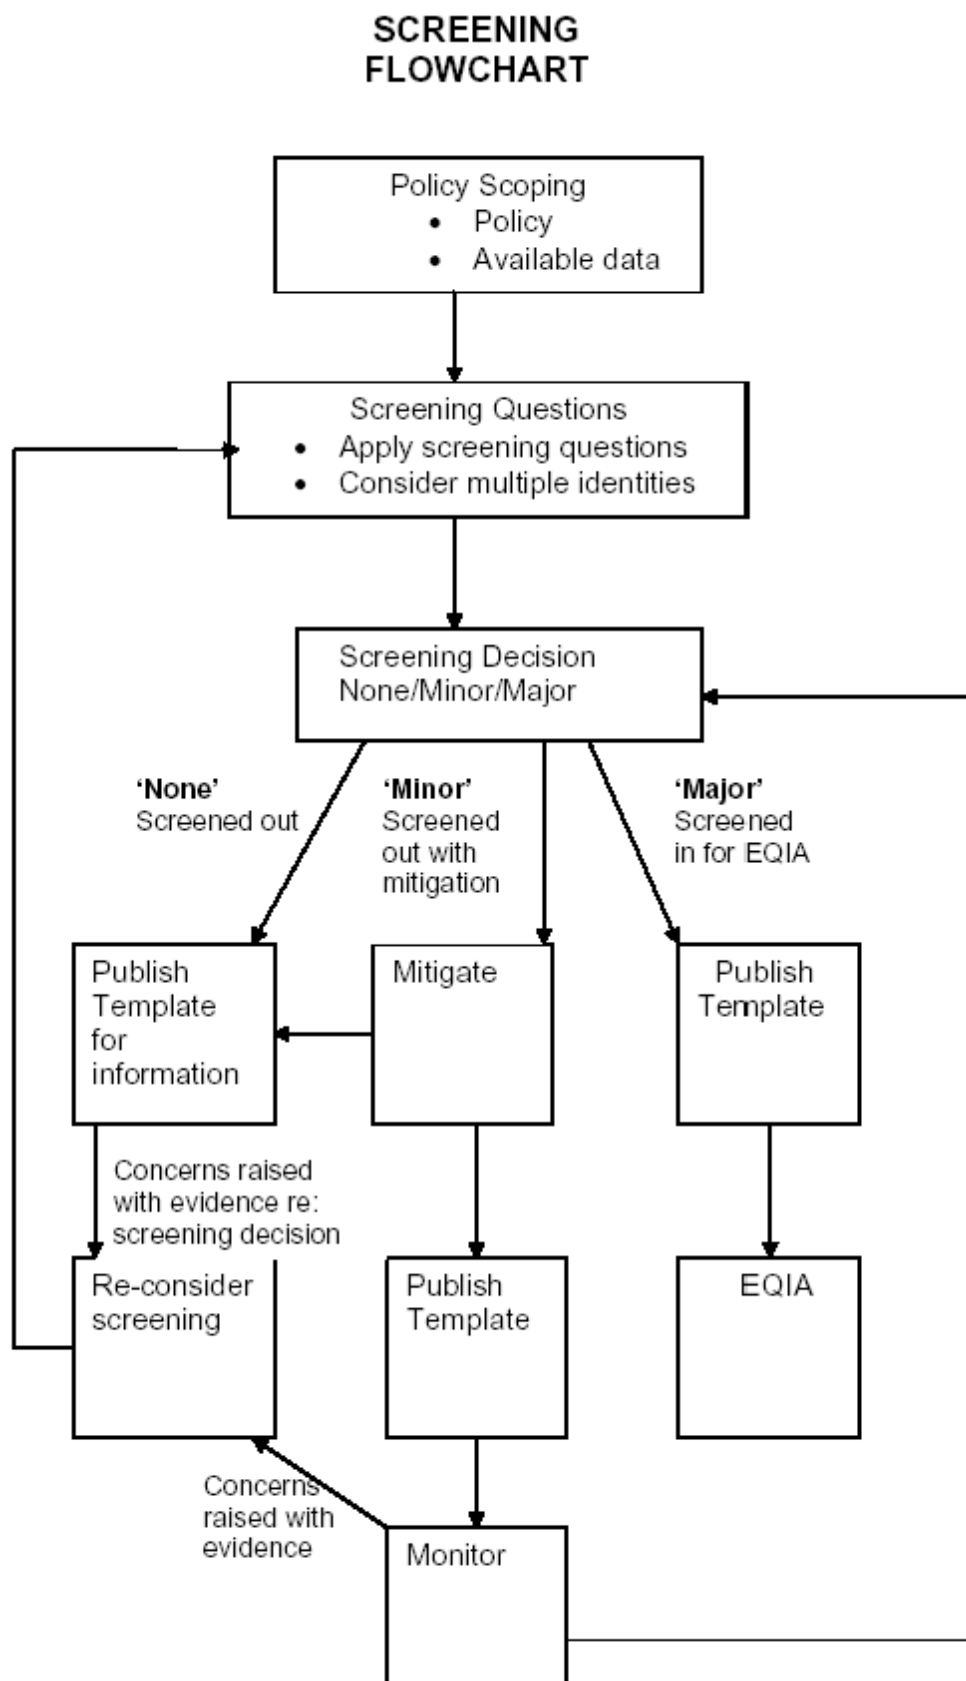 SCREENING
FLOWCHART
Policy Scoping
• Policy
• Available data
Screening Questions
• Apply screening questions
• Consider multiple identities
Screening Decision
None/Minor/Major
‘None’
Screened out
‘Minor’
Screened
out with
mitigation
‘Major’
Screened
in for EQIA
Publish
Template
for
information
Mitigate
Publish
Template
Concerns raised
with evidence re:
screening decision
Re-consider
screening
Publish
Template
EQIA
Concerns
raised with
evidence
Monitor